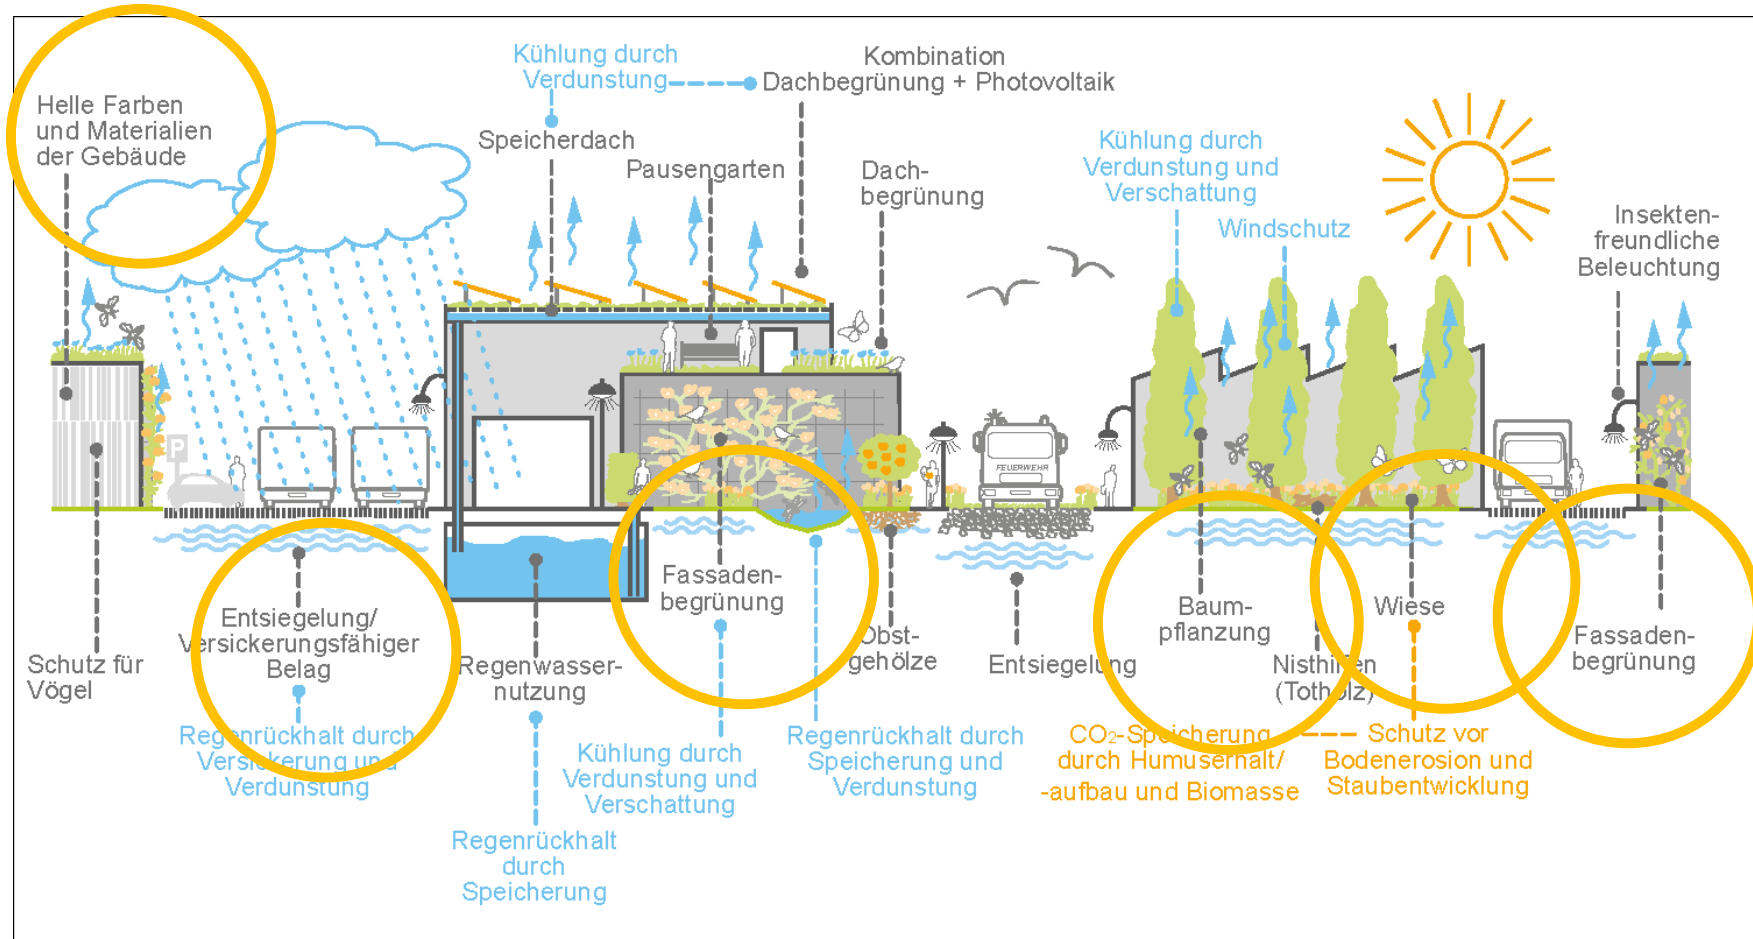 Helle Farben
und Materialien
der Gebäude
Kühlung durch
Verdunstung
Kombination
Dachbegrünung + Photovoltaik
Speicherdach
Pausengarten
Dach-
begrünung
Kühlung durch
Verdunstung und
Verschattung
Windschutz
Insekten-
freundliche
Beleuchtung
P
FEUERWEHR
Schutz für
Vögel
Entsiegelung/
Versickerungsfähiger
Belag
Regenrückhalt durch
Versickerung und
Verdunstung
Regenwasser-
nutzung
Regenrückhalt
durch
Speicherung
Fassaden-
begrünung
Kühlung durch
Verdunstung und
Verschattung
Regenrückhalt durch
Speicherung und
Verdunstung
Obst-
gehölze
Entsiegelung
Baum-
pflanzung
Nisthilfen
(Totholz)
Wiese
CO2-Speicherung
durch Humuserhalt/
-aufbau und Biomasse
Schutz vor
Bodenerosion und
Staubentwicklung
Fassaden-
begrünung